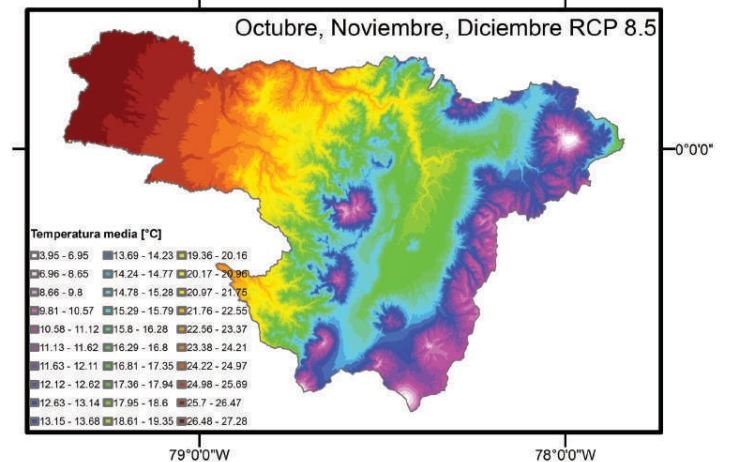 Octubre, Noviembre, Diciembre RCP 8.5
0°0'0"
Temperatura media [°C]
3.95 - 6.95 13.69 - 14.23 19.36 - 20.16
6.96 - 8.65 14.24 - 14.77 20.17 - 20.96
8.66 - 9.8 14.78 - 15.28 20.97 - 21.75
9.81 - 10.57 15.29 - 15.79 21.76 - 22.55
10.58 - 11.12 15.8 - 16.28 22.56 - 23.37
11.13 - 11.62 16.29 - 16.8 23.38 - 24.21
11.63 - 12.11 16.81 - 17.35 24.22 - 24.97
12.12 - 12.62 17.36 - 17.94 24.98 - 25.69
12.63 - 13.14 17.95 - 18.6 25.7 - 26.47
13.15 - 13.68 18.61 - 19.35 26.48 - 27.28
79°0'0"W 78°0'0"W